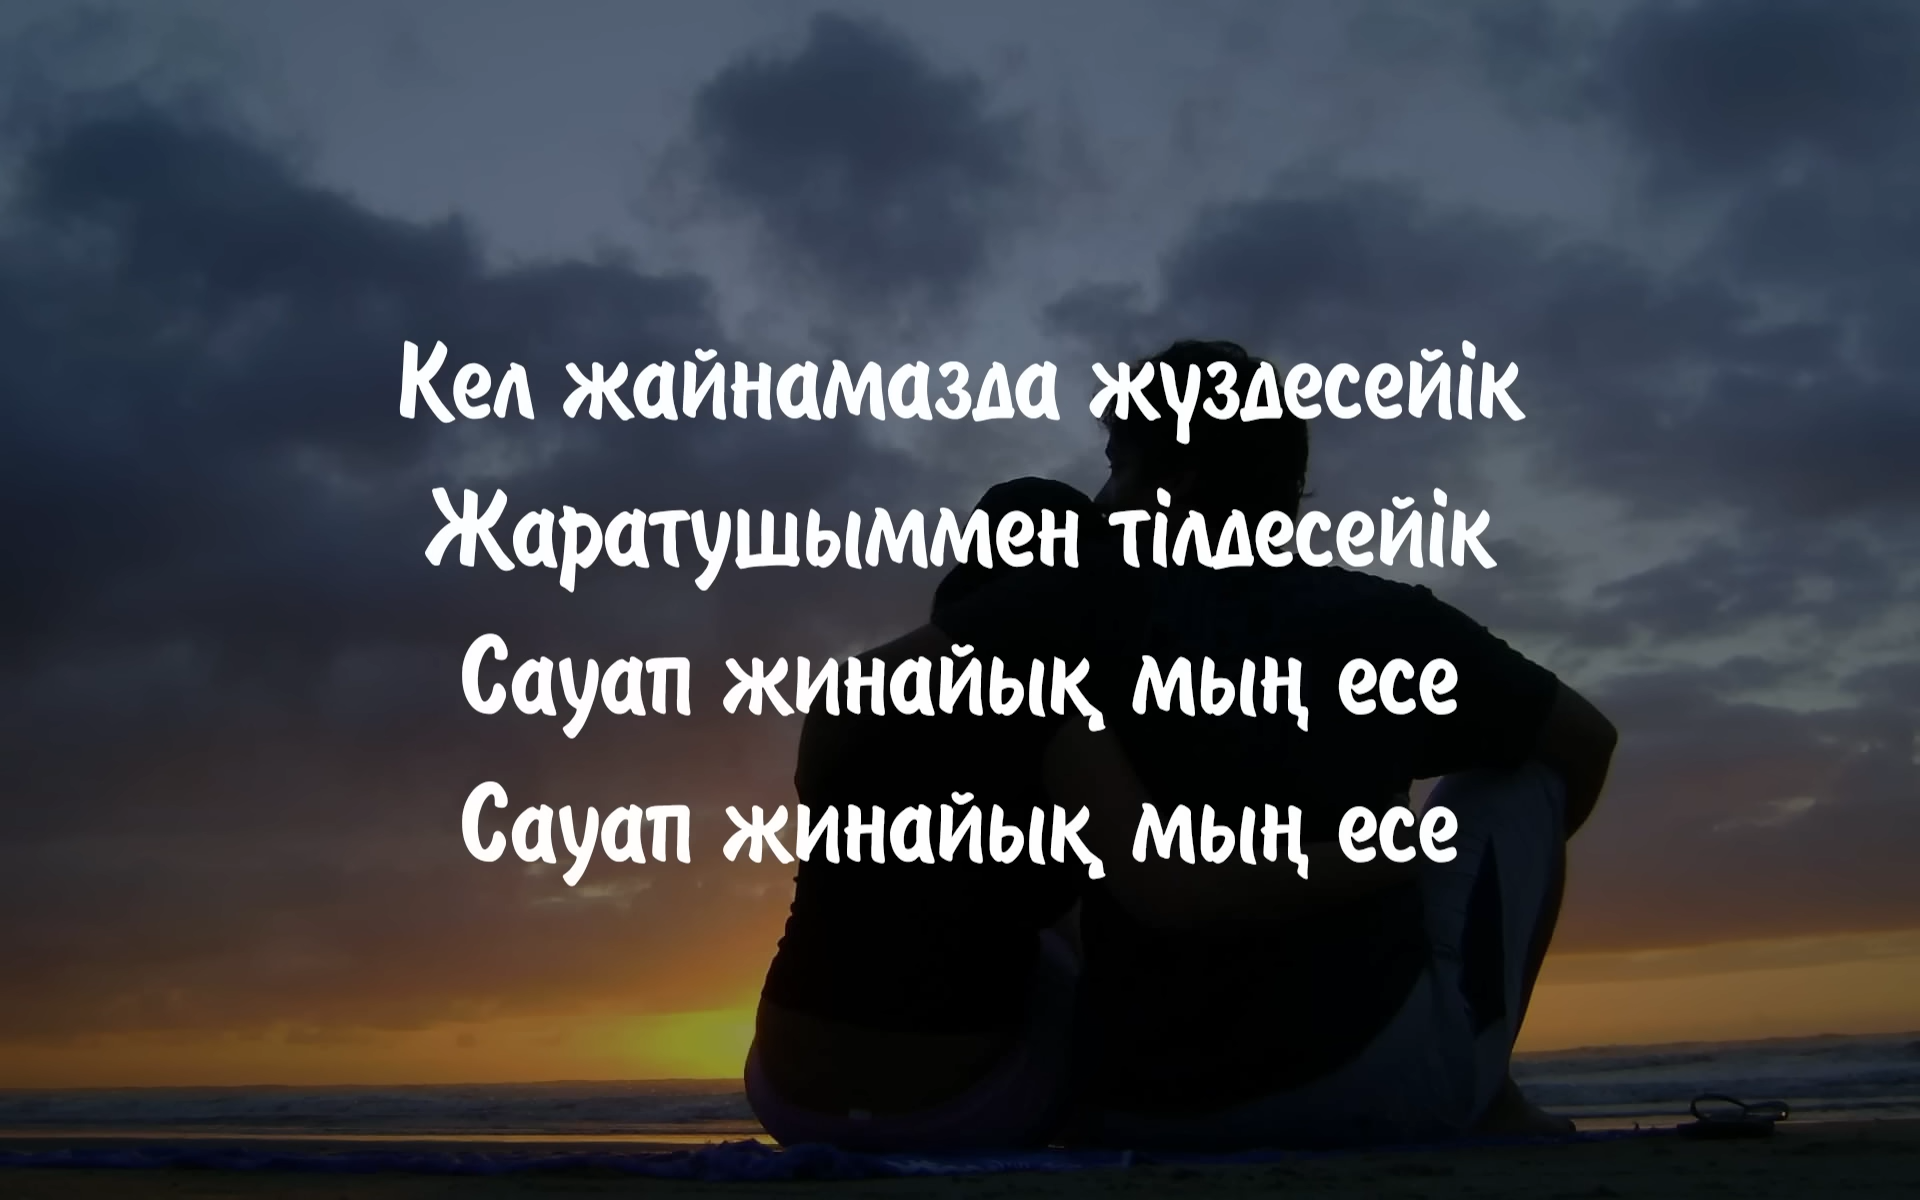 Кел жайнамазда жүздесейік
Жаратушыммен тілдесейік
Сауап жинайық мың есе
Сауап жинайық мың есе